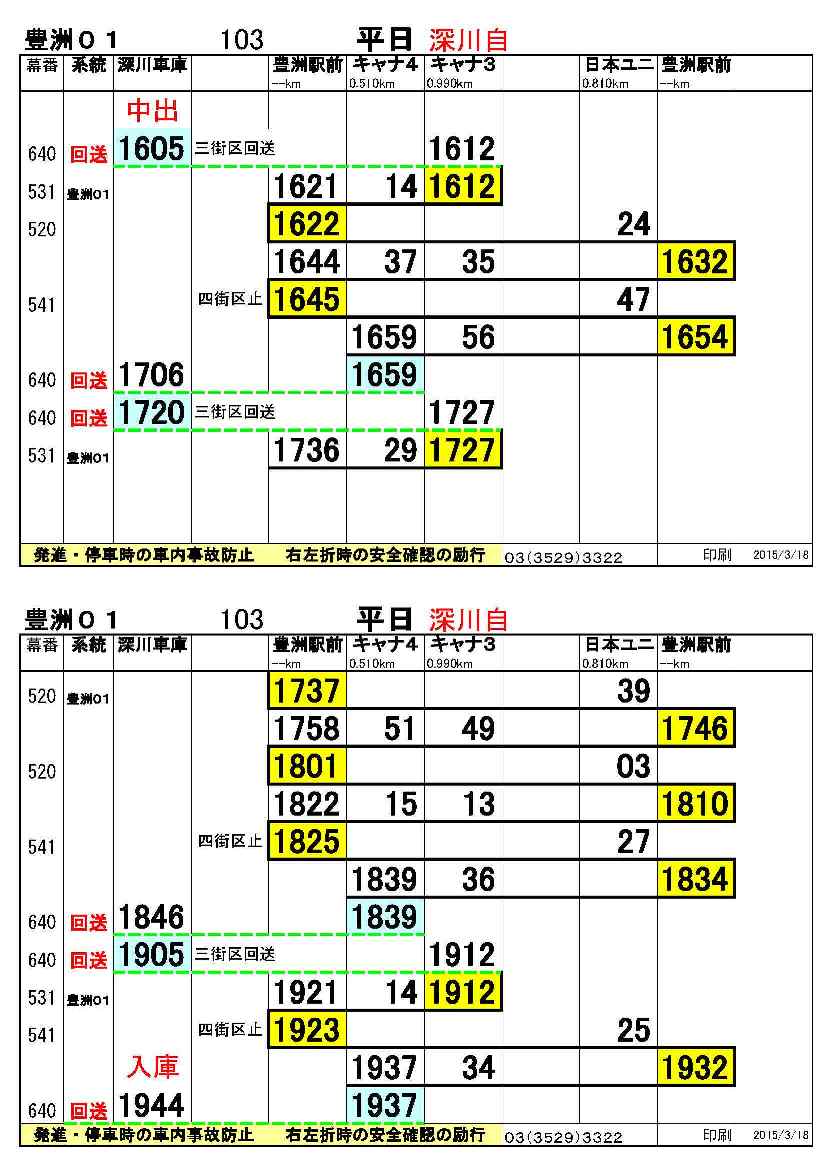 豊洲０１ 103 平日 深川自
幕番 系統 深川車庫 豊洲駅前 キャナ４ キャナ３ 日本ユニ 豊洲駅前
--km 0.510km 0.990km 0.810km --km
中出
640 回送 1605 三街区回送 1612
531 豊洲01 1621 14 1612
520 1622 24
1644 37 35 1632
541 四街区止 1645 47
1659 56 1654
640 回送 1706 1659
640 回送 1720 三街区回送 1727
531 豊洲01 1736 29 1727
発進・停車時の車内事故防止 右左折時の安全確認の励行 03(3529)3322 印刷 2015/3/18
豊洲０１ 103 平日 深川自
幕番 系統 深川車庫 豊洲駅前 キャナ４ キャナ３ 日本ユニ 豊洲駅前
--km 0.510km 0.990km 0.810km --km
520 豊洲01 1737 39
1758 51 49 1746
520 1801 03
1822 15 13 1810
541 四街区止 1825 27
1839 36 1834
640 回送 1846 1839
640 回送 1905 三街区回送 1912
531 豊洲01 1921 14 1912
541 四街区止 1923 25
入庫 1937 34 1932
640 回送 1944 1937
発進・停車時の車内事故防止 右左折時の安全確認の励行 03(3529)3322 印刷 2015/3/18